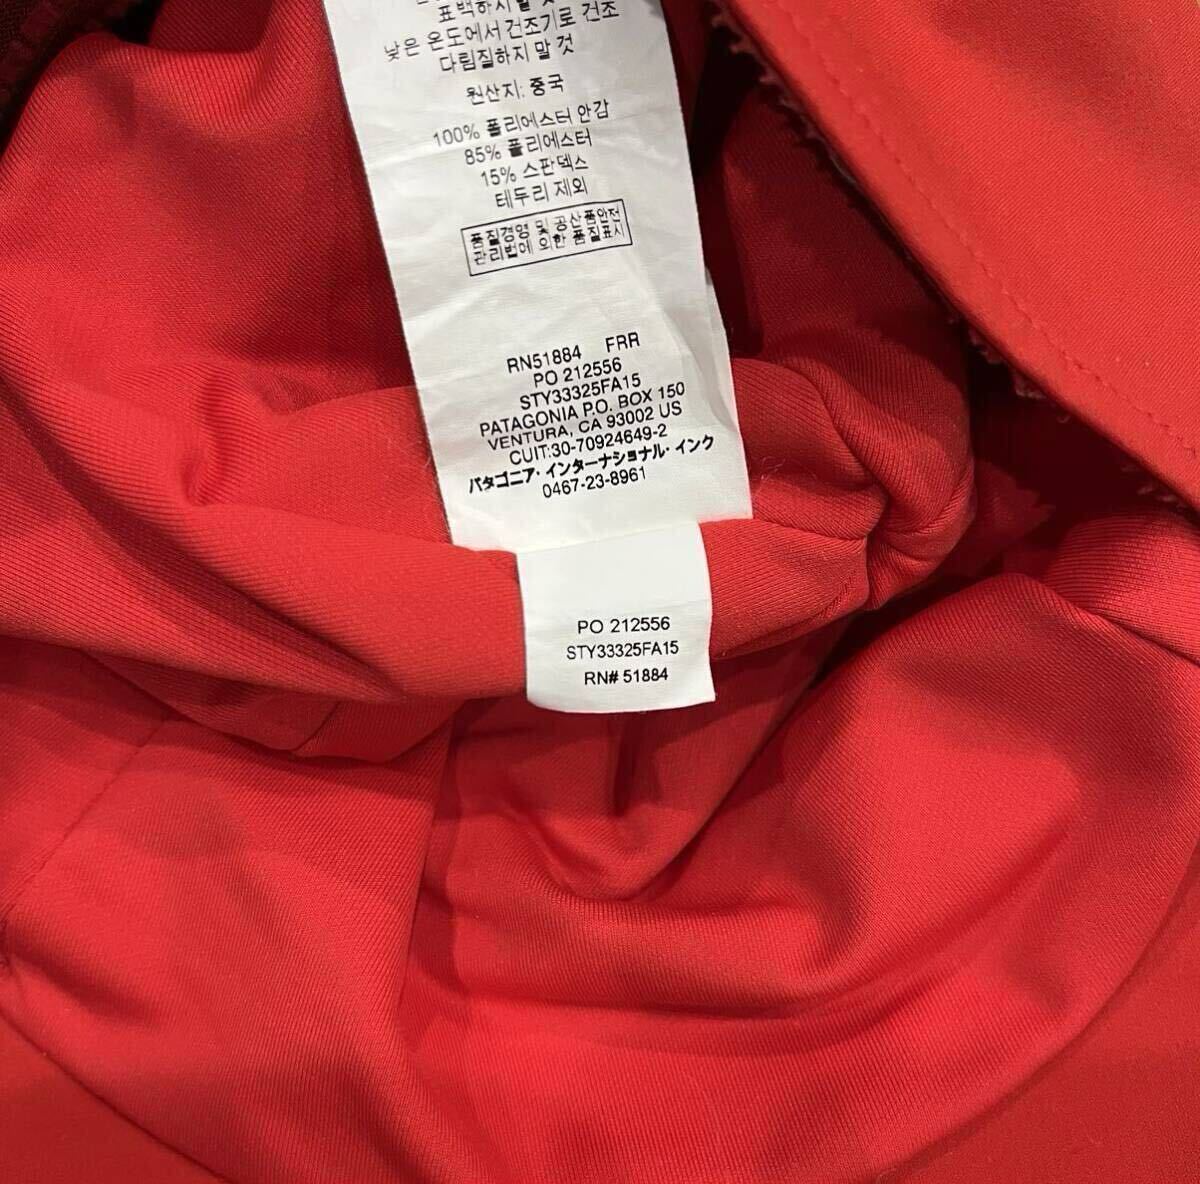 표백하지 말 것
낮은 온도에서 건조기로 건조
다림질하지 말 것
원산지: 중국
100% 폴리에스터 안감
85% 폴리에스터
15% 스판덱스
테두리 제외
품질경영 및 공산품안전
관리법에 의한 품질표시
RN51884 FRR
PO 212556
STY33325FA15
PATAGONIA P.O. BOX 150
VENTURA, CA 93002 US
CUIT:30-70924649-2
パタゴニア・インターナショナル・インク
0467-23-8961
PO 212556
STY33325FA15
RN# 51884